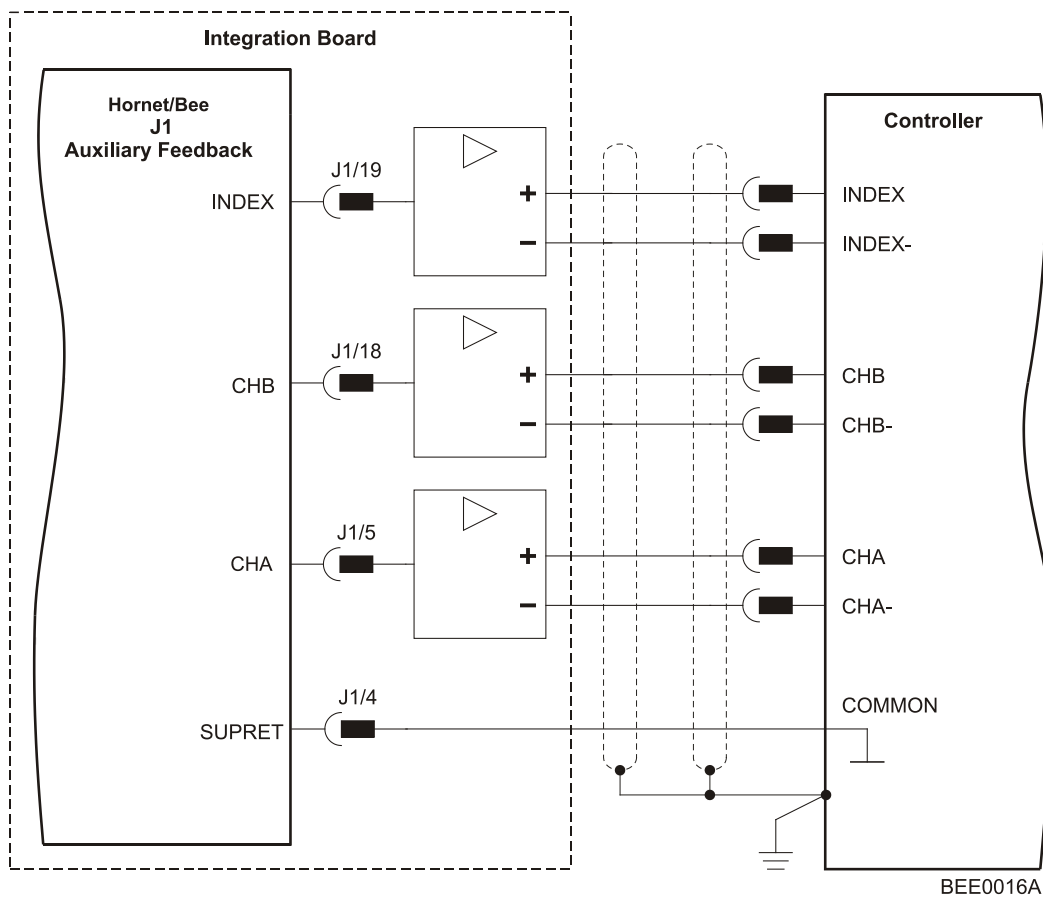 Integration Board
Hornet/Bee
J1
Auxiliary Feedback
Controller
J1/19
INDEX
+
INDEX
−
INDEX-
J1/18
CHB
+
CHB
−
CHB-
J1/5
CHA
+
CHA
−
CHA-
J1/4
SUPRET
COMMON
BEE0016A